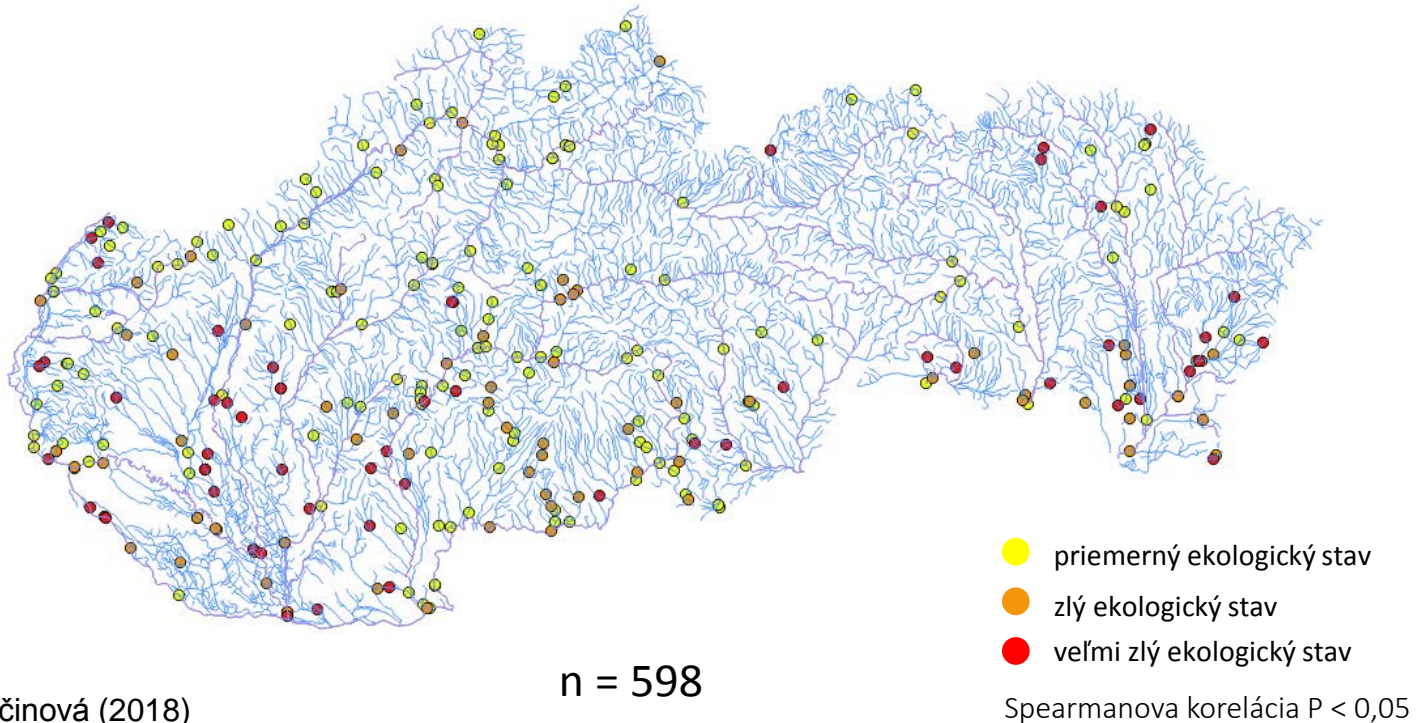 priemerný ekologický stav
zlý ekologický stav
veľmi zlý ekologický stav
n = 598
činová (2018)
Spearmanova korelácia P < 0,05